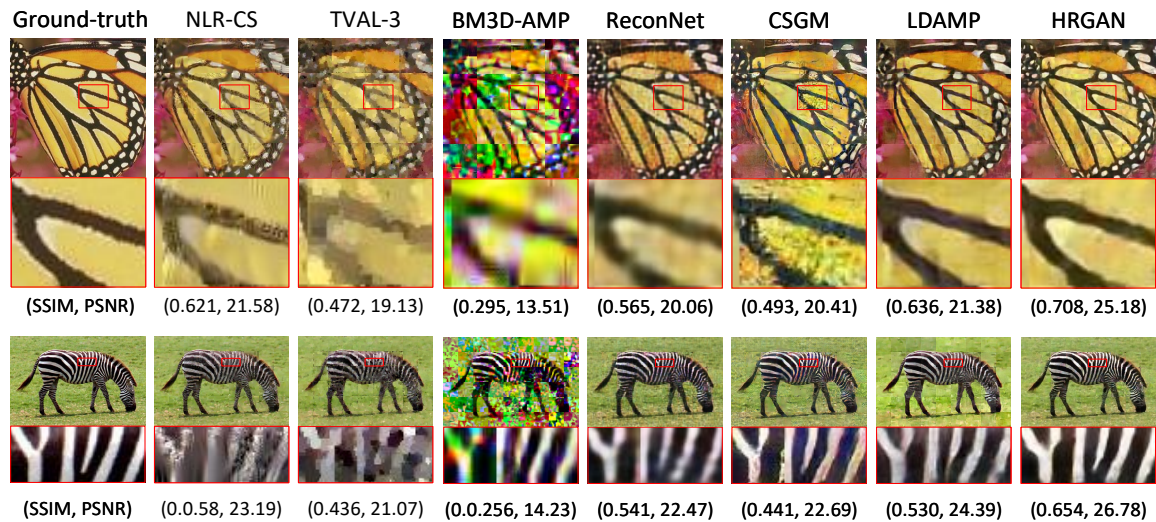 Ground-truth NLR-CS TVAL-3 BM3D-AMP ReconNet CSGM LDAMP HRGAN
(SSIM, PSNR) (0.621, 21.58) (0.472, 19.13) (0.295, 13.51) (0.565, 20.06) (0.493, 20.41) (0.636, 21.38) (0.708, 25.18)
(SSIM, PSNR) (0.0.58, 23.19) (0.436, 21.07) (0.0.256, 14.23) (0.541, 22.47) (0.441, 22.69) (0.530, 24.39) (0.654, 26.78)